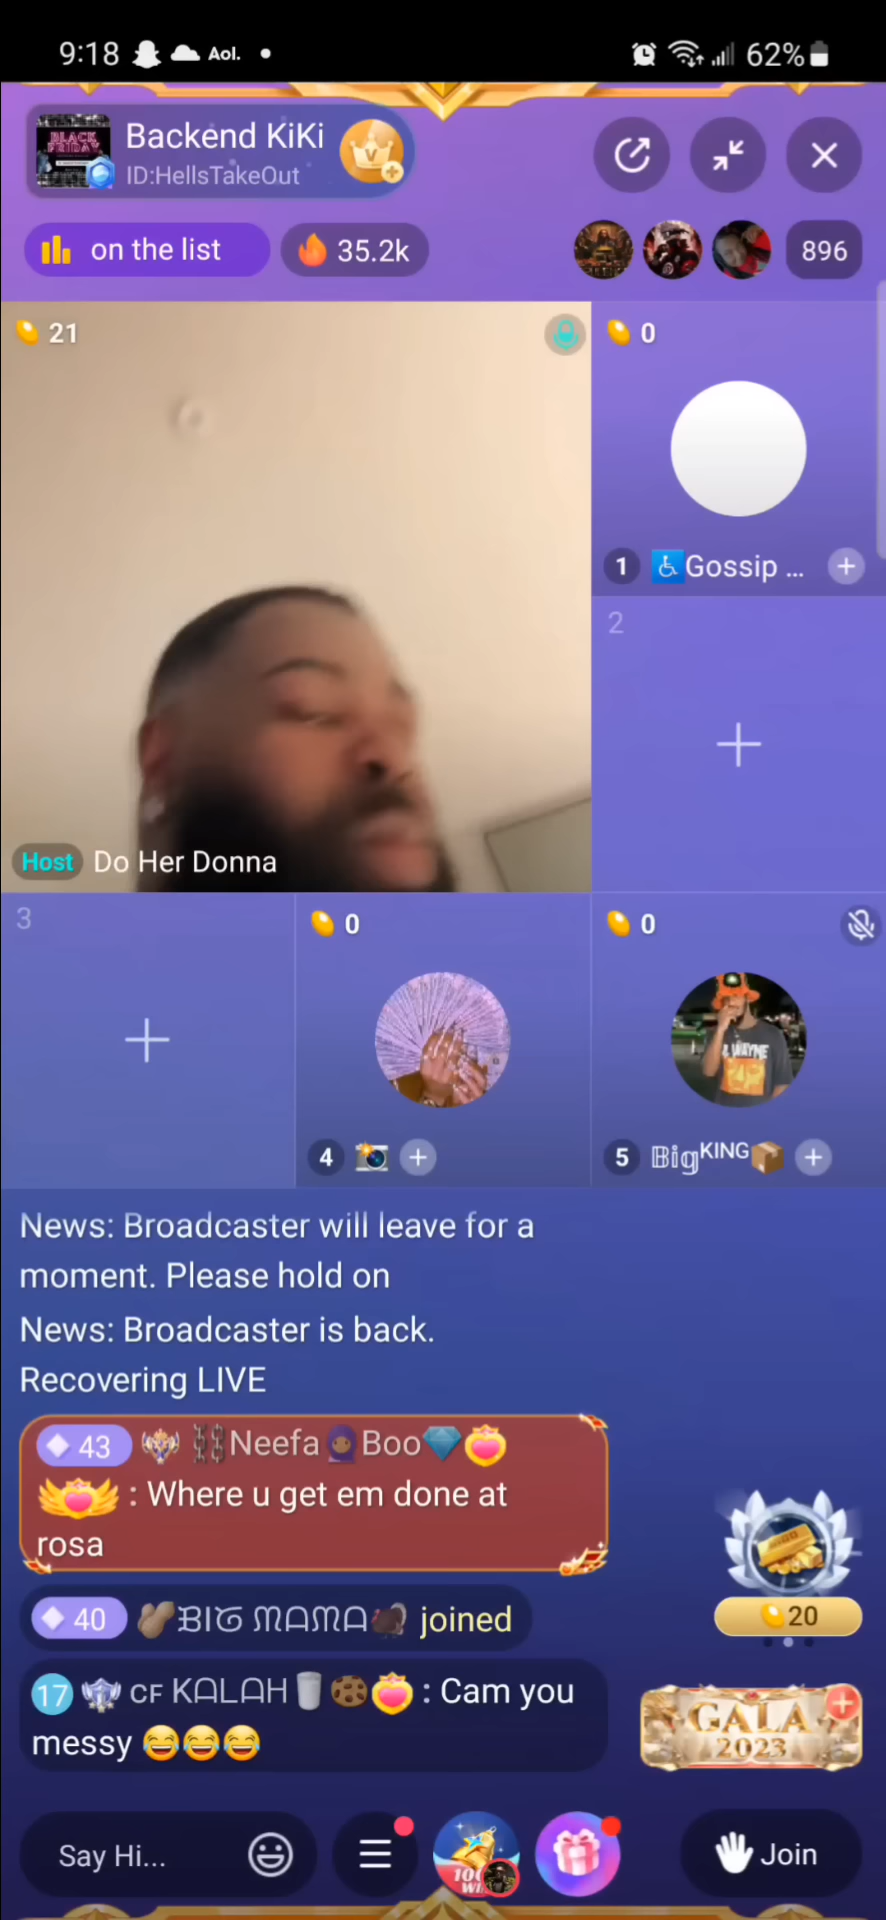 9:18 Aol. 62%
BLACK FRIDAY
Backend KiKi
ID:HellsTakeOut
V
on the list
35.2k
896
21
0
1 Gossip ...
2
Host Do Her Donna
3
0
0
WAYNE
4
5 𝔹𝕚𝕘ᴷᴵᴺᴳ
News: Broadcaster will leave for a
moment. Please hold on
News: Broadcaster is back.
Recovering LIVE
43 Neefa Boo
: Where u get em done at
rosa
40 BIG MAMA joined
20
17 CF KALAH : Cam you
messy 😂😂😂
GALA
2023
Say Hi...
Join